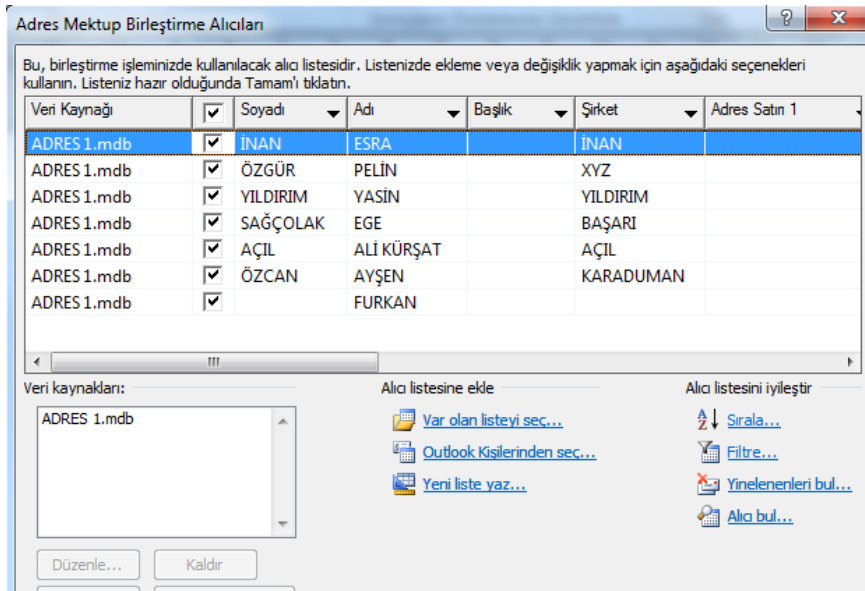 Adres Mektup Birleştirme Alıcıları
Bu, birleştirme işleminizde kullanılacak alıcı listesidir. Listenizde ekleme veya değişiklik yapmak için aşağıdaki seçenekleri
kullanın. Listeniz hazır olduğunda Tamam'ı tıklatın.
Veri Kaynağı Soyadı Adı Başlık Şirket Adres Satırı 1
ADRES 1.mdb İNAN ESRA İNAN
ADRES 1.mdb ÖZGÜR PELİN XYZ
ADRES 1.mdb YILDIRIM YASİN YILDIRIM
ADRES 1.mdb SAĞÇOLAK EGE BAŞARI
ADRES 1.mdb AÇIL ALİ KÜRŞAT AÇIL
ADRES 1.mdb ÖZCAN AYŞEN KARADUMAN
ADRES 1.mdb FURKAN
Veri kaynakları: Alıcı listesine ekle Alıcı listesini iyileştir
ADRES 1.mdb Var olan listeyi seç... Sırala...
Outlook Kişilerinden seç... Filtre...
Yeni liste yaz... Yinelenenleri bul...
Alıcı bul...
Düzenle... Kaldır